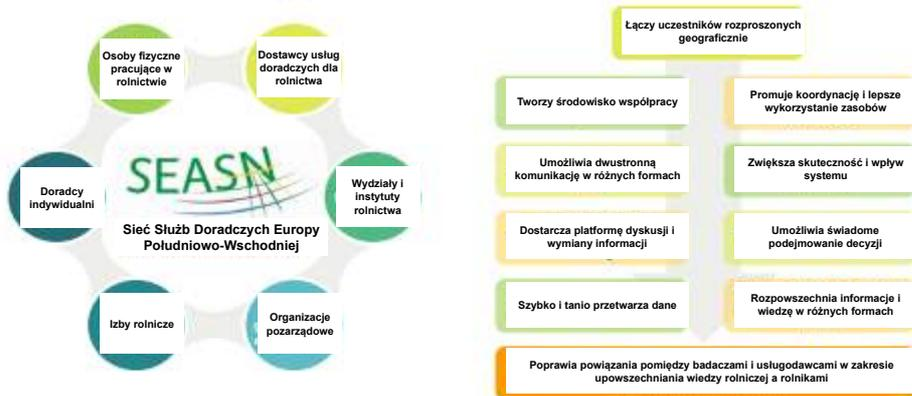 Osoby fizyczne
pracujące w
rolnictwie
Dostawcy usług
doradczych dla
rolnictwa
Doradcy
indywidualni
SEASN
Sieć Służb Doradczych Europy
Południowo-Wschodniej
Wydziały i
instytuty
rolnictwa
Izby rolnicze
Organizacje
pozarządowe
Łączy uczestników rozproszonych
geograficznie
Tworzy środowisko współpracy
Promuje koordynację i lepsze
wykorzystanie zasobów
Umożliwia dwustronną
komunikację w różnych formach
Zwiększa skuteczność i wpływ
systemu
Dostarcza platformę dyskusji i
wymiany informacji
Umożliwia świadome
podejmowanie decyzji
Szybko i tanio przetwarza dane
Rozpowszechnia informacje i
wiedzę w różnych formach
Poprawia powiązania pomiędzy badaczami i usługodawcami w zakresie
upowszechniania wiedzy rolniczej a rolnikami